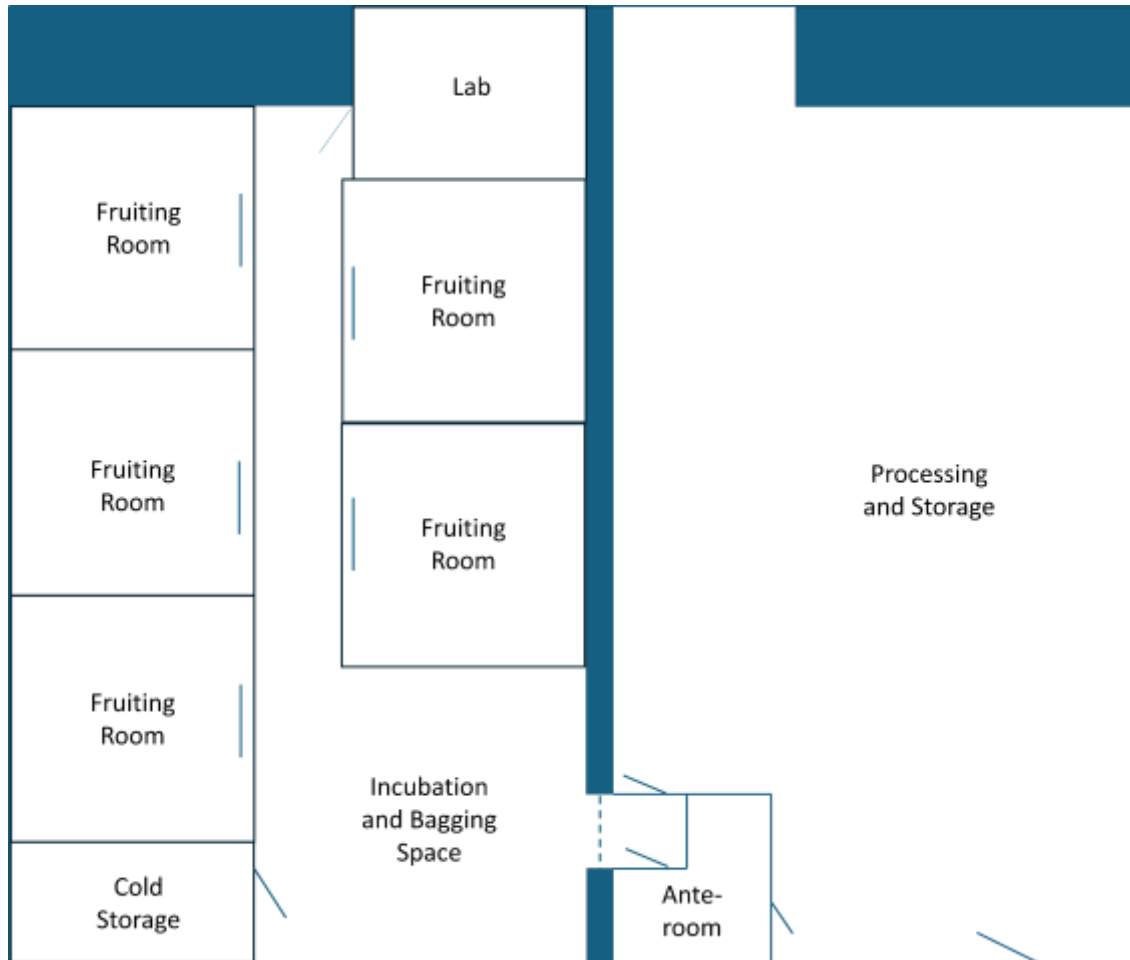 Lab
Fruiting
Room
Fruiting
Room
Fruiting
Room
Fruiting
Room
Processing
and Storage
Fruiting
Room
Incubation
and Bagging
Space
Cold
Storage
Ante-
room